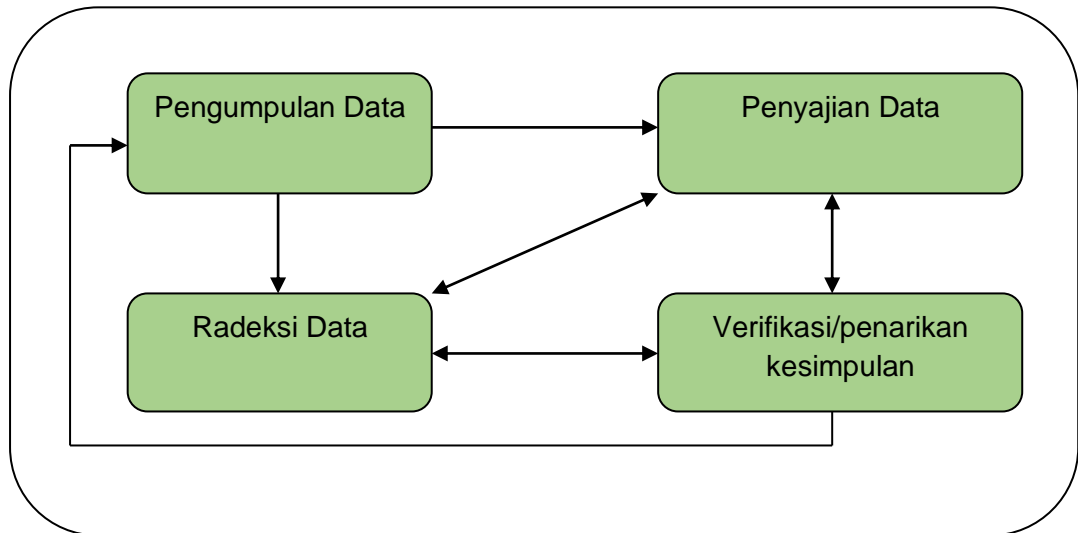 Pengumpulan Data
Penyajian Data
Radeksi Data
Verifikasi/penarikan
kesimpulan